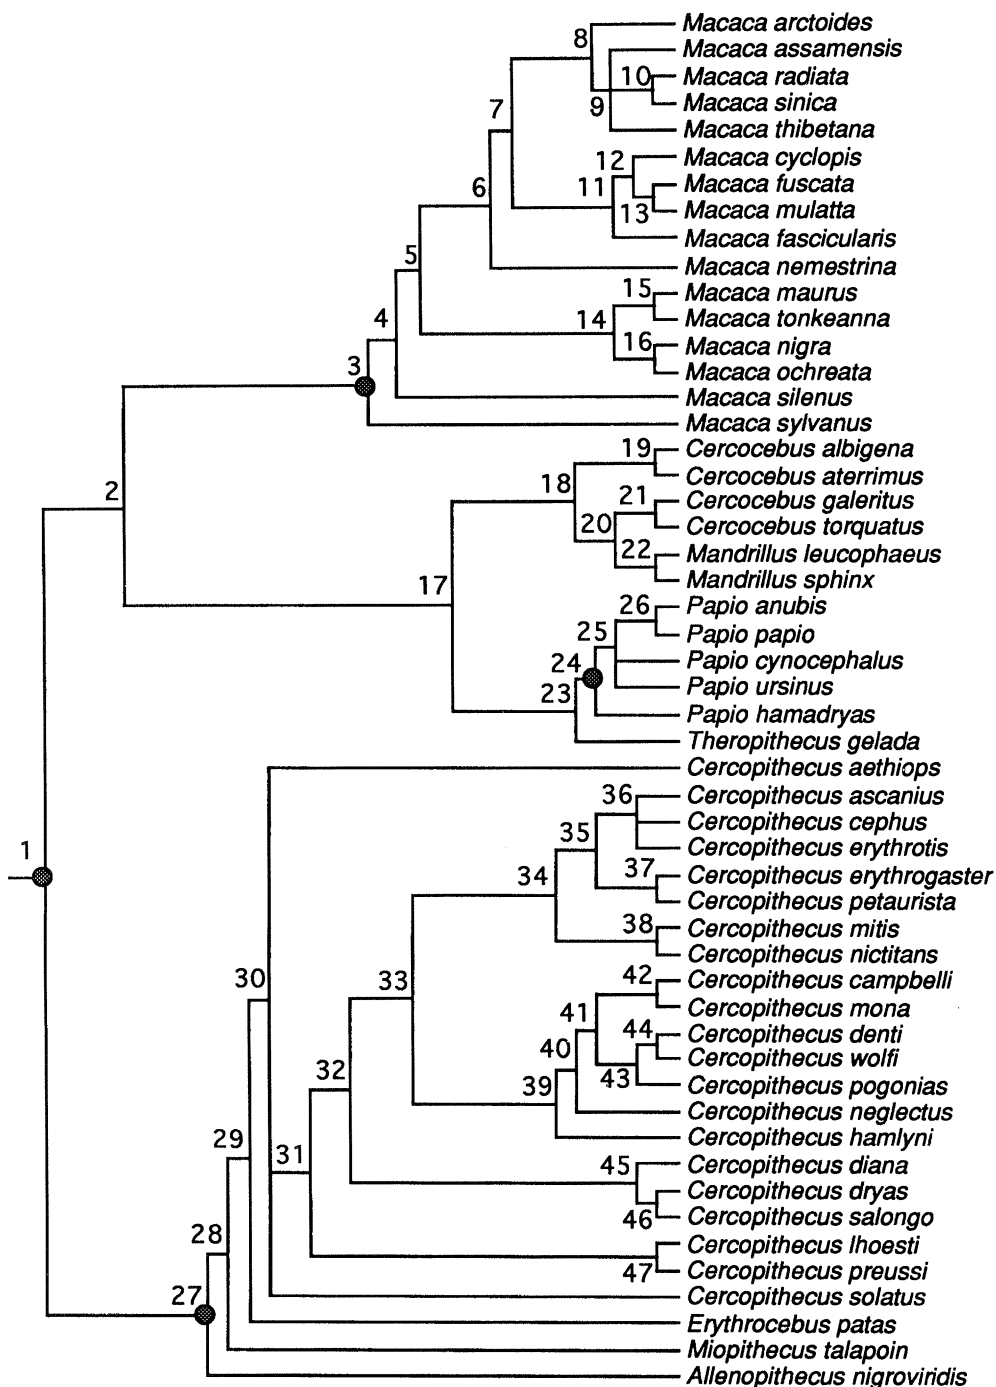 8
Macaca arctoides
Macaca assamensis
10
Macaca radiata
Macaca sinica
9
7
Macaca thibetana
12
Macaca cyclopis
Macaca fuscata
11
6
13
Macaca mulatta
Macaca fascicularis
5
Macaca nemestrina
15
Macaca maurus
4
14
Macaca tonkeanna
16
Macaca nigra
3
Macaca ochreata
Macaca silenus
Macaca sylvanus
19
Cercocebus albigena
2
18
Cercocebus aterrimus
21
Cercocebus galeritus
20
Cercocebus torquatus
22
Mandrillus leucophaeus
17
Mandrillus sphinx
26
Papio anubis
25
Papio papio
24
Papio cynocephalus
23
Papio ursinus
Papio hamadryas
Theropithecus gelada
Cercopithecus aethiops
36
Cercopithecus ascanius
35
Cercopithecus cephus
1
Cercopithecus erythrotis
34
37
Cercopithecus erythrogaster
Cercopithecus petaurista
38
Cercopithecus mitis
Cercopithecus nictitans
30
33
42
Cercopithecus campbelli
41
Cercopithecus mona
44
Cercopithecus denti
40
Cercopithecus wolfi
32
39
43
Cercopithecus pogonias
Cercopithecus neglectus
29
Cercopithecus hamlyni
31
45
Cercopithecus diana
Cercopithecus dryas
28
46
Cercopithecus salongo
Cercopithecus lhoesti
47
Cercopithecus preussi
27
Cercopithecus solatus
Erythrocebus patas
Miopithecus talapoin
Allenopithecus nigroviridis